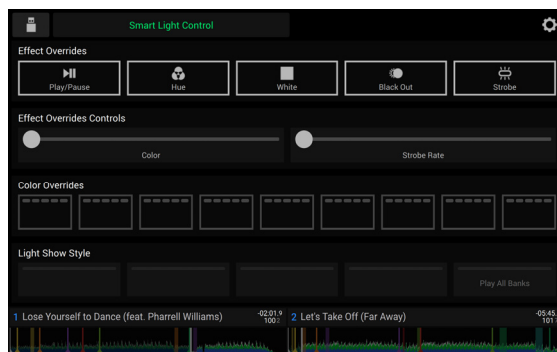 Smart Light Control
Effect Overrides
Play/Pause
Hue
White
Black Out
Strobe
Effect Overrides Controls
Color
Strobe Rate
Color Overrides
Light Show Style
Play All Banks
1 Lose Yourself to Dance (feat. Pharrell Williams)
-02:01.9
100
2 Let's Take Off (Far Away)
-05:45.
101